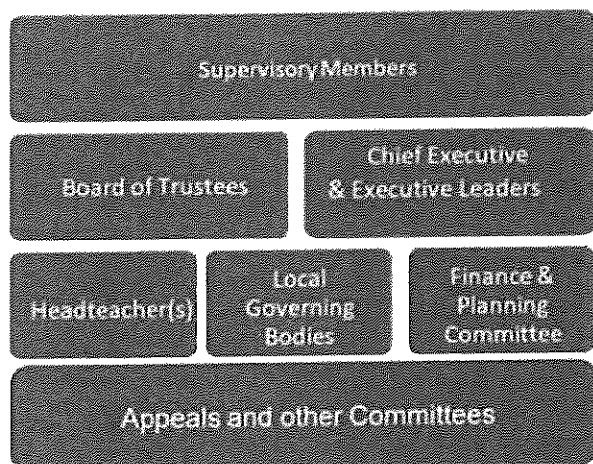 Supervisory Members
Board of Trustees
Chief Executive
& Executive Leaders
Headteacher(s)
Local
Governing
Bodies
Finance &
Planning
Committee
Appeals and other Committees